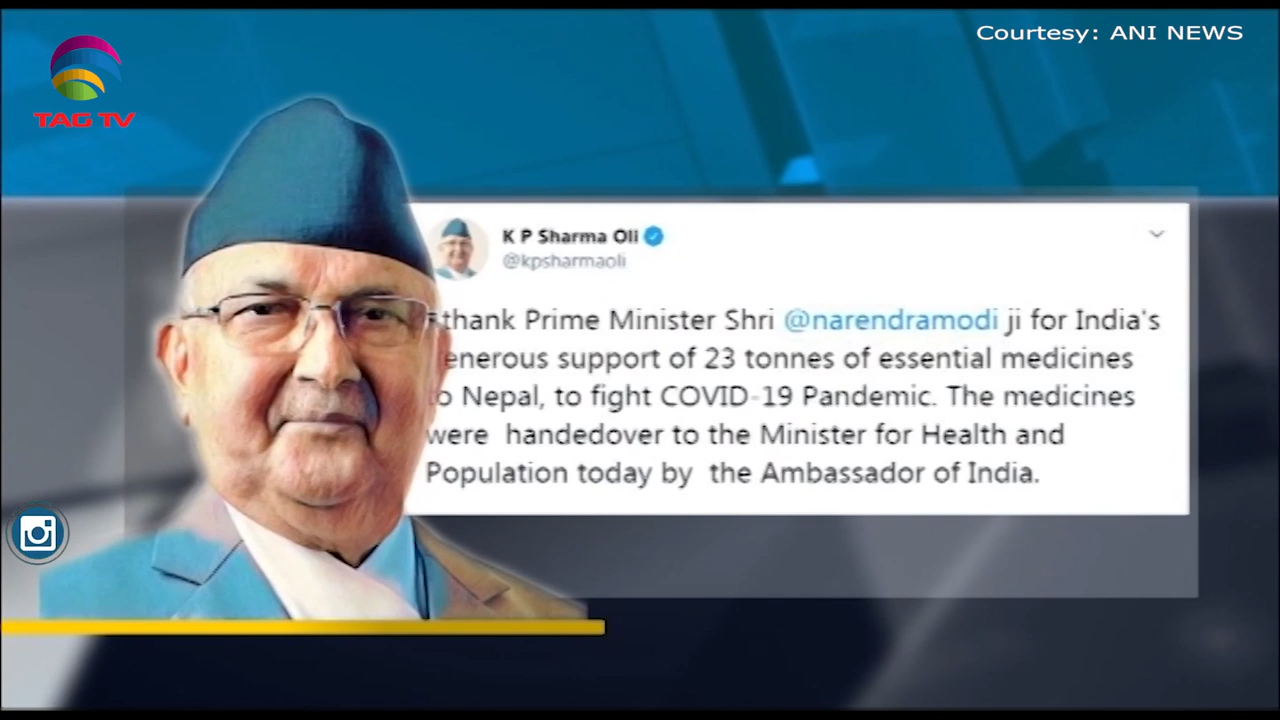 Courtesy: ANI NEWS
TAG TV
K P Sharma Oli
@kpsharmaoli
thank Prime Minister Shri @narendramodi ji for India's
enerous support of 23 tonnes of essential medicines
o Nepal, to fight COVID-19 Pandemic. The medicines
were handedover to the Minister for Health and
Population today by the Ambassador of India.